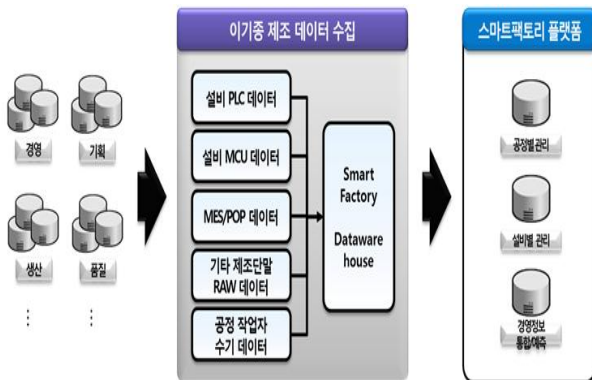 이기종 제조 데이터 수집
스마트팩토리 플랫폼
경영
기획
생산
품질
⋮
⋮
설비 PLC 데이터
설비 MCU 데이터
MES/POP 데이터
기타 제조단말
RAW 데이터
공정 작업자
수기 데이터
Smart
Factory
Dataware
house
공정별관리
설비별 관리
경영정보
통합/예측